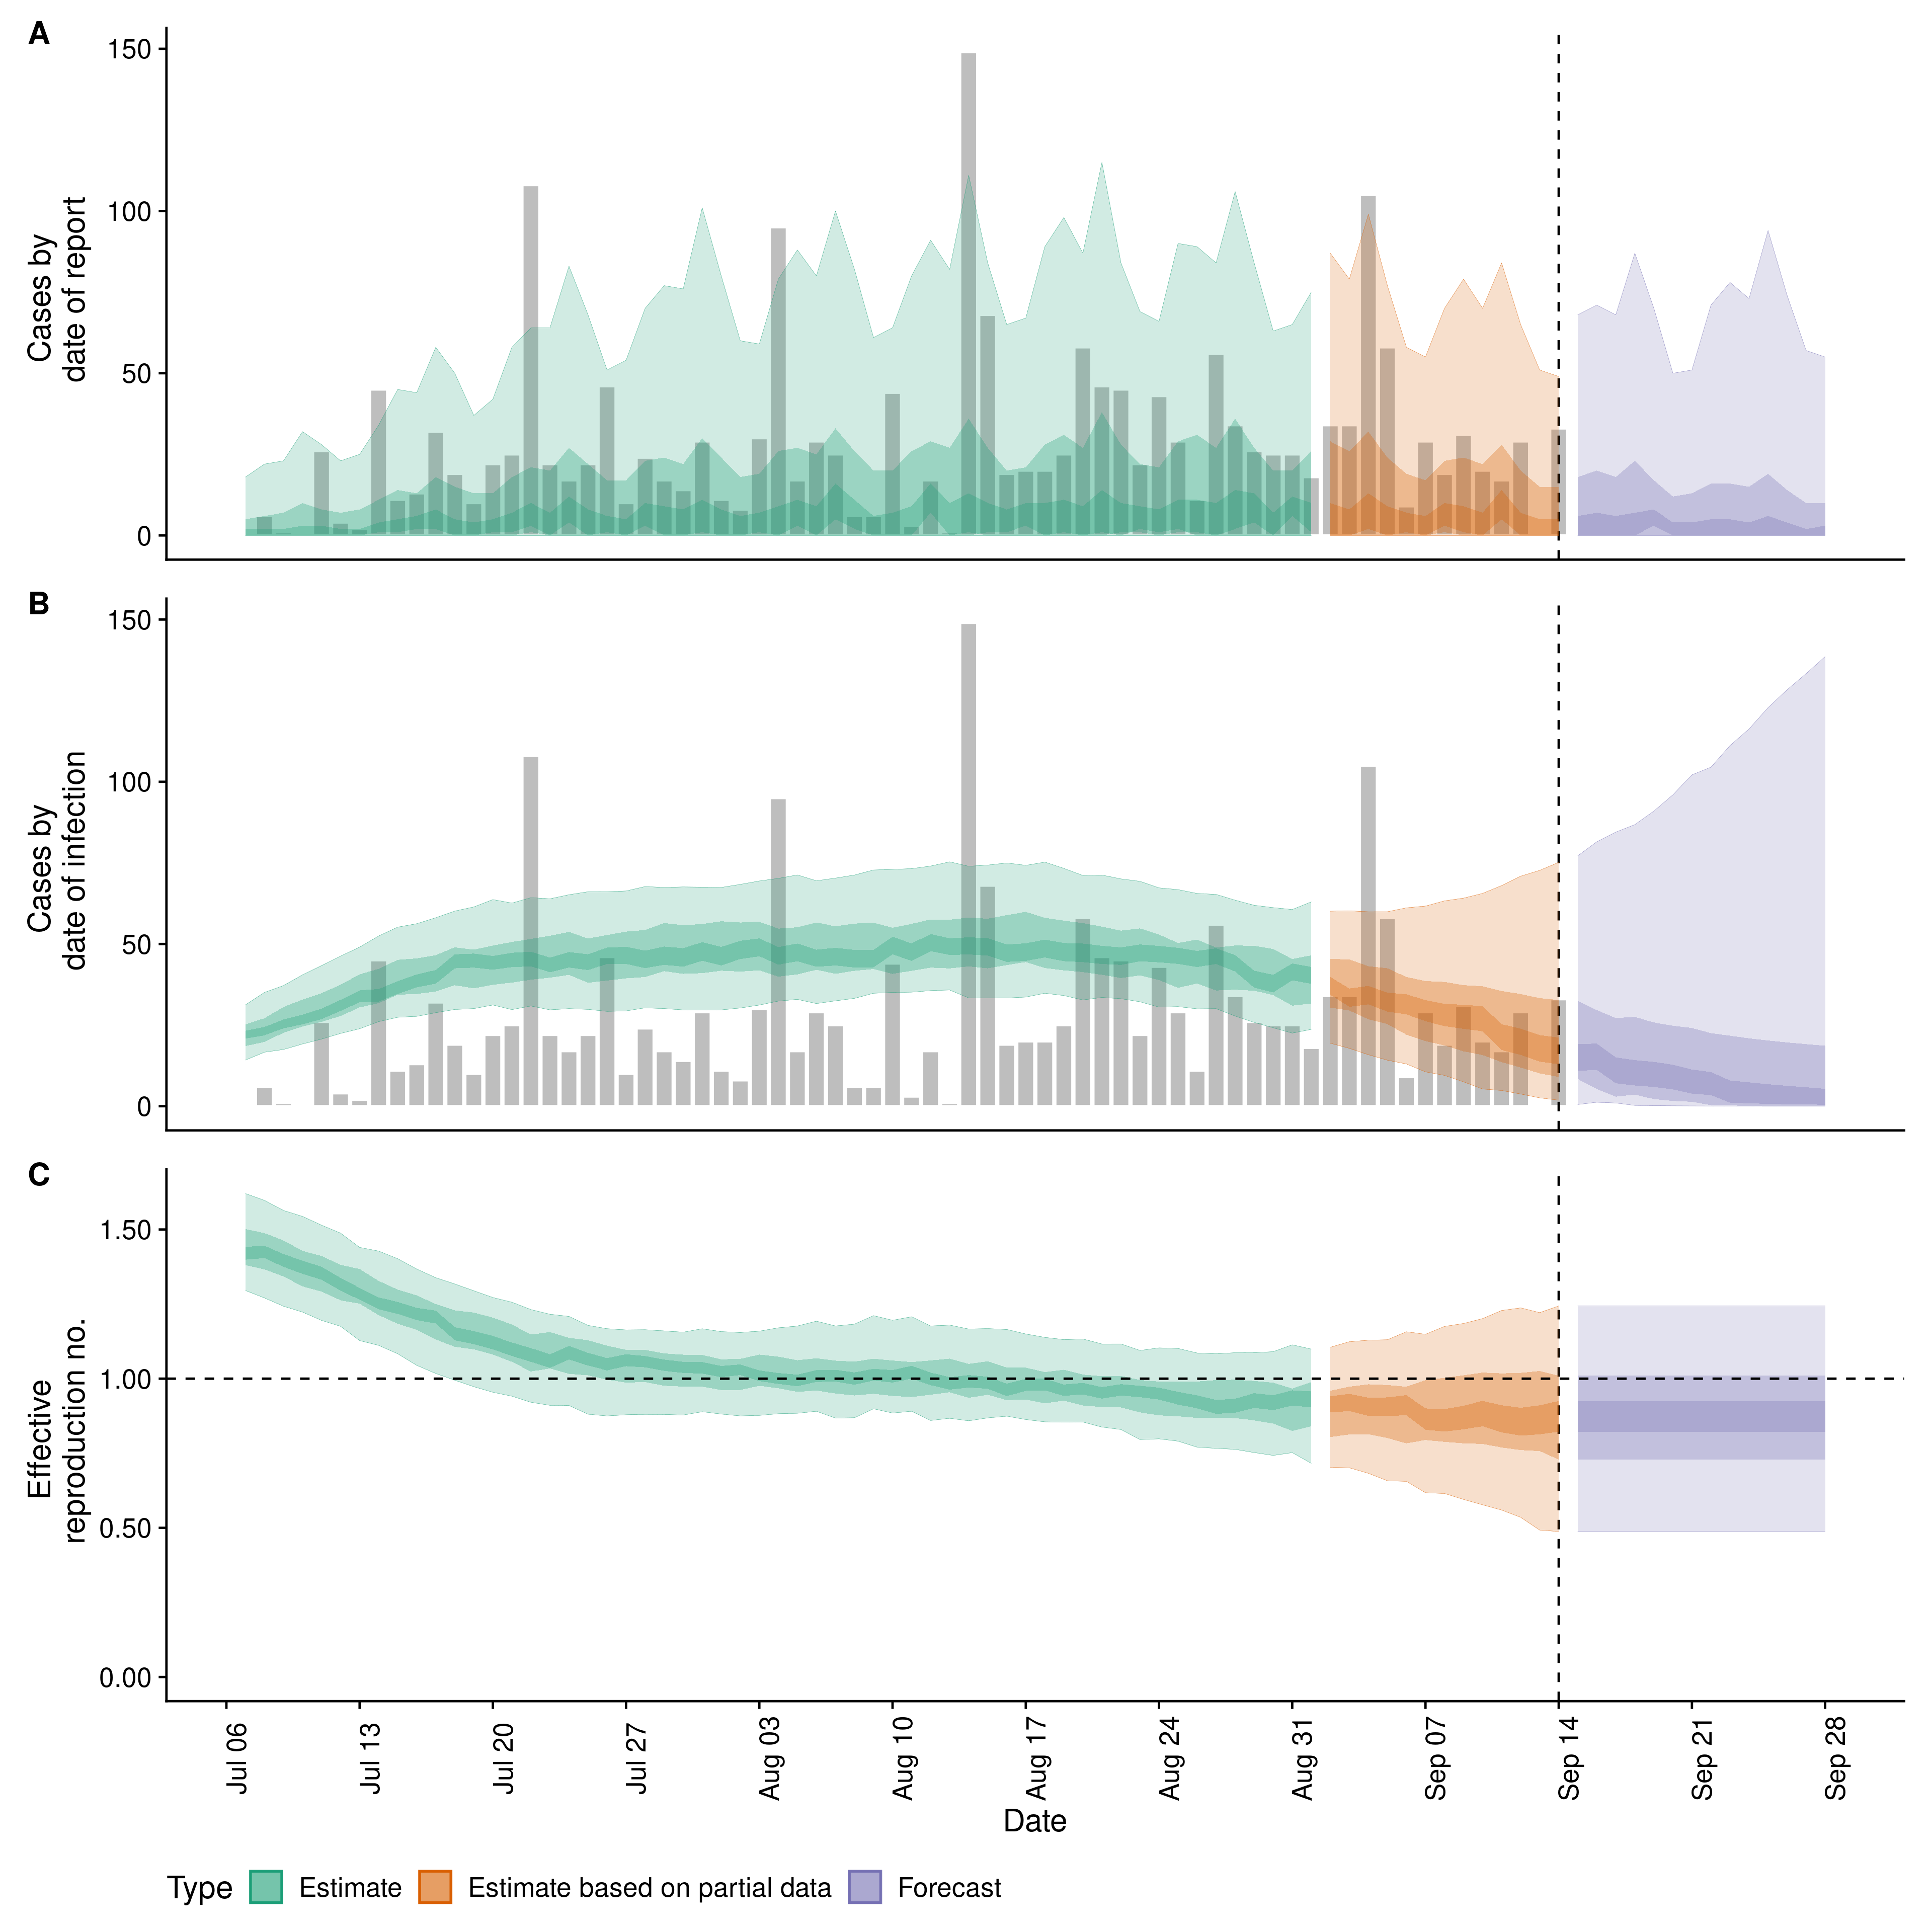 A
150
100
50
0
Cases by
date of report
B
150
100
50
0
Cases by
date of infection
C
1.50
1.00
0.50
0.00
Effective
reproduction no.
Jul 06
Jul 13
Jul 20
Jul 27
Aug 03
Aug 10
Aug 17
Aug 24
Aug 31
Sep 07
Sep 14
Sep 21
Sep 28
Date
Type Estimate Estimate based on partial data Forecast